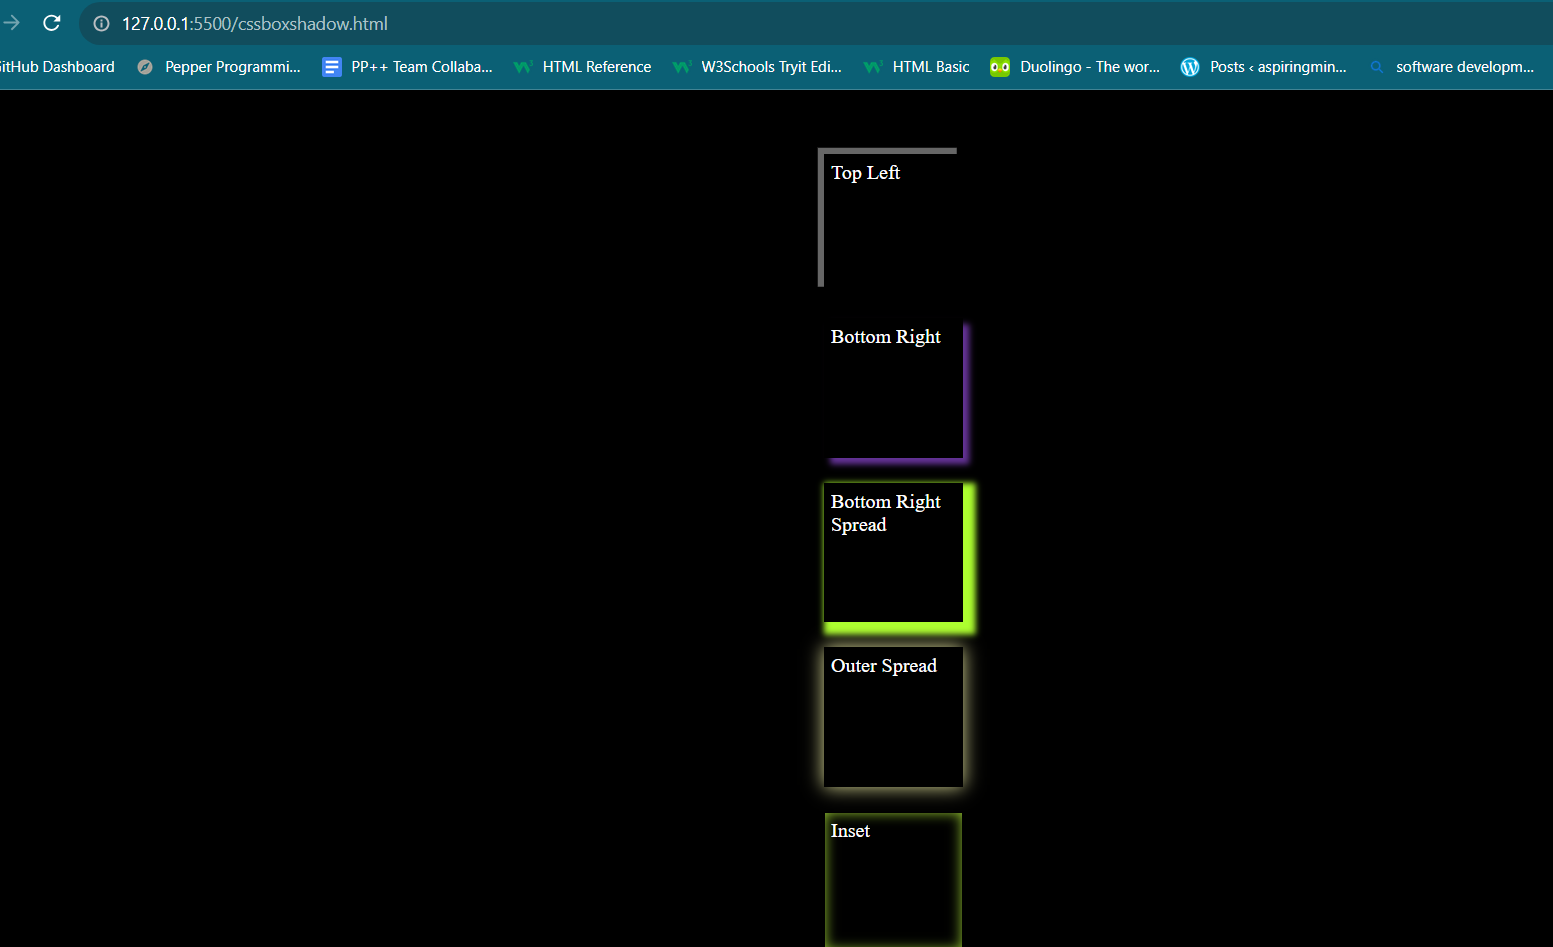 127.0.0.1:5500/cssboxshadow.html
itHub Dashboard Pepper Programmi... PP++ Team Collaba... HTML Reference W3Schools Tryit Edi... HTML Basic Duolingo - The wor... Posts ‹ aspiringmin... software developm...
Top Left
Bottom Right
Bottom Right
Spread
Outer Spread
Inset